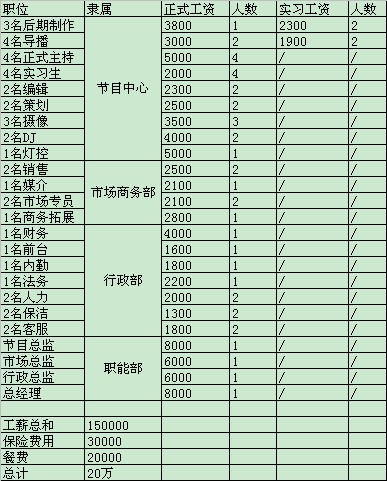 职位 隶属 正式工资 人数 实习工资 人数
3名后期制作 3800 1 2300 2
4名导播 3000 2 1900 2
4名正式主持 5000 4 / /
4名实习生 2000 4 / /
2名编辑 节目中心 2300 2 / /
2名策划 2500 2 / /
3名摄像 3500 3 / /
2名DJ 4000 2 / /
1名灯控 5000 1 / /
2名销售 2500 2 / /
1名媒介 市场商务部 2100 1 / /
2名市场专员 2100 2 / /
1名商务拓展 2800 1 / /
1名财务 4000 1 / /
1名前台 1600 1 / /
1名内勤 1800 1 / /
1名法务 行政部 2200 1 / /
2名人力 2000 2 / /
2名保洁 1300 2 / /
2名客服 1800 2 / /
节目总监 8000 1 / /
市场总监 职能部 6000 1 / /
行政总监 6000 1 / /
总经理 8000 1 / /
工薪总和 150000
保险费用 30000
餐费 20000
总计 20万